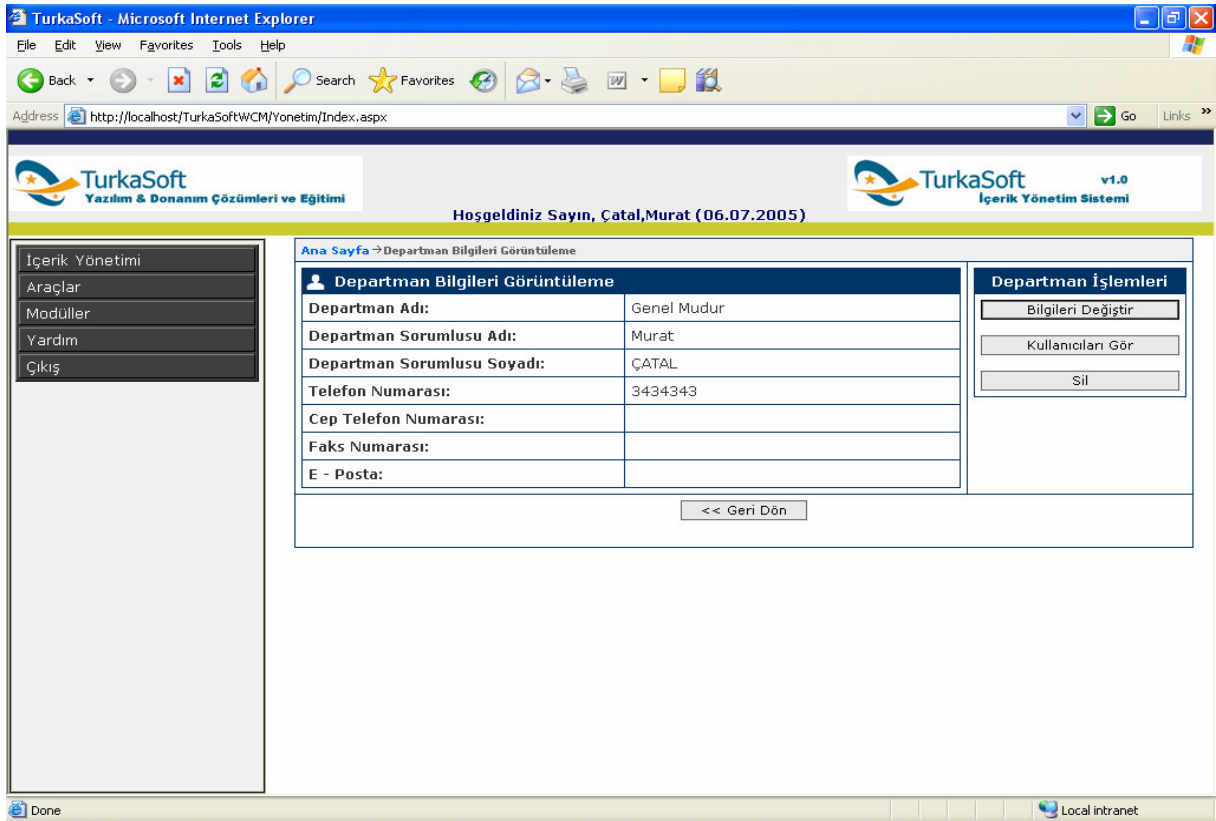 TurkaSoft - Microsoft Internet Explorer
File Edit View Favorites Tools Help
Back Search Favorites
Address http://localhost/TurkaSoftWCM/Yonetim/Index.aspx Go Links »
TurkaSoft
Yazılım & Donanım Çözümleri ve Eğitimi
TurkaSoft v1.0
İçerik Yönetim Sistemi
Hoşgeldiniz Sayın, Çatal,Murat (06.07.2005)
İçerik Yönetimi
Araçlar
Modüller
Yardım
Çıkış
Ana Sayfa→Departman Bilgileri Görüntüleme
Departman Bilgileri Görüntüleme
Departman Adı: Genel Mudur
Departman Sorumlusu Adı: Murat
Departman Sorumlusu Soyadı: ÇATAL
Telefon Numarası: 3434343
Cep Telefon Numarası:
Faks Numarası:
E - Posta:
Departman İşlemleri
Bilgileri Değiştir
Kullanıcıları Gör
Sil
<< Geri Dön
Done Local intranet